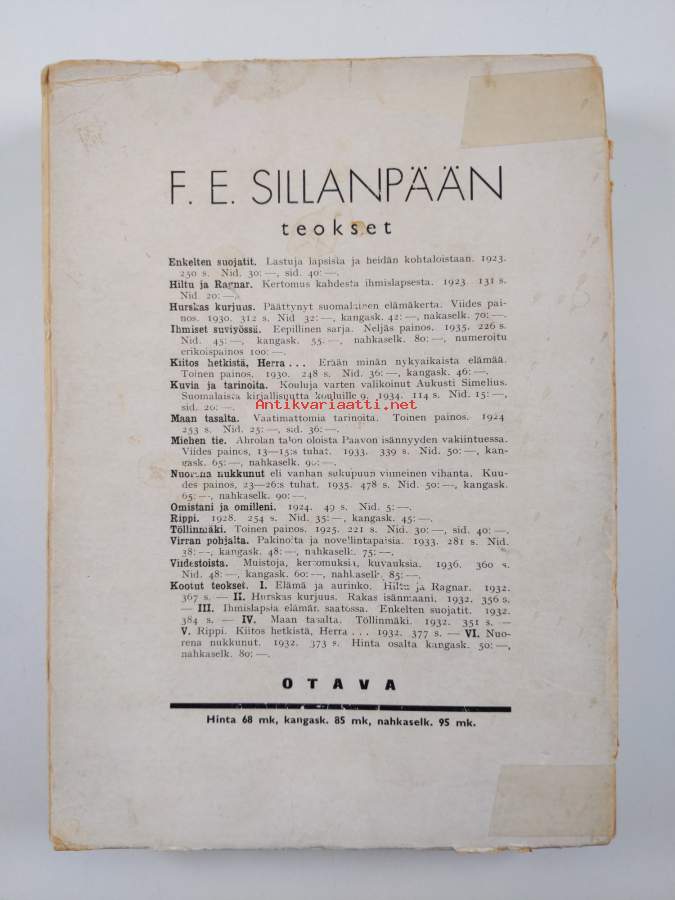 F. E. SILLANPÄÄN
teokset
Enkelten suojatit. Lastuja lapsista ja heidän kohtaloistaan. 1923.
250 s. Nid. 30:—, sid. 40:—.
Hiltu ja Ragnar. Kertomus kahdesta ihmislapsesta. 1923. 131 s.
Nid. 20:—.
Hurskas kurjuus. Päättynyt suomalainen elämäkerta. Viides pai-
nos. 1930. 312 s. Nid. 32:—, kangask. 42:—, nakaselk. 70:—.
Ihmiset suviyössä. Eepillinen sarja. Neljäs painos. 1935. 226 s.
Nid. 45:—, kangask. 55:—, nahkaselk. 80:—, numeroitu
erikoispainos 100:—.
Kiitos hetkistä, Herra... Erään minän nykyaikaista elämää.
Toinen painos. 1930. 248 s. Nid. 36:—, kangask. 46:—.
Kuvia ja tarinoita. Kouluja varten valikoinut Aukusti Simelius.
Suomalaista kirjallisuutta kouluille 9. 1934. 114 s. Nid. 15:—,
sid. 20:—.
Antikvariaatti.net
Maan tasalta. Vaatimattomia tarinoita. Toinen painos. 1924
253 s. Nid. 25:—, sid. 36:—.
Miehen tie. Ahrolan talon oloista Paavon isännyyden vakiintuessa.
Viides painos, 13—15:s tuhat. 1933. 339 s. Nid. 50:—, kan-
gask. 65:—, nahkaselk. 90:—.
Nuorena nukkunut eli vanhan sukupuun viimeinen vihanta. Kuu-
des painos, 23—26:s tuhat. 1935. 478 s. Nid. 50:—, kangask.
65:—, nahkaselk. 90:—.
Omistani ja omilleni. 1924. 49 s. Nid. 5:—.
Rippi. 1928. 254 s. Nid. 35:—, kangask. 45:—.
Töllinmäki. Toinen painos. 1925. 221 s. Nid. 30:—, sid. 40:—.
Virran pohjalta. Pakinoita ja novellintapaisia. 1933. 281 s. Nid.
38:—, kangask. 48:—, nahkaselk. 75:—.
Viidestoista. Muistoja, kertomuksia, kuvauksia. 1936. 360 s.
Nid. 48:—, kangask. 60:—, nahkaselk. 85:—.
Kootut teokset. I. Elämä ja aurinko. Hiltu ja Ragnar. 1932.
367 s. — II. Hurskas kurjuus. Rakas isänmaani. 1932. 356 s.
— III. Ihmislapsia elämän saatossa. Enkelten suojatit. 1932.
384 s. — IV. Maan tasalta. Töllinmäki. 1932. 351 s. —
V. Rippi. Kiitos hetkistä, Herra... 1932. 377 s. — VI. Nuo-
rena nukkunut. 1932. 373 s. Hinta osalta kangask. 50:—,
nahkaselk. 80:—.
OTAVA
Hinta 68 mk, kangask. 85 mk, nahkaselk. 95 mk.